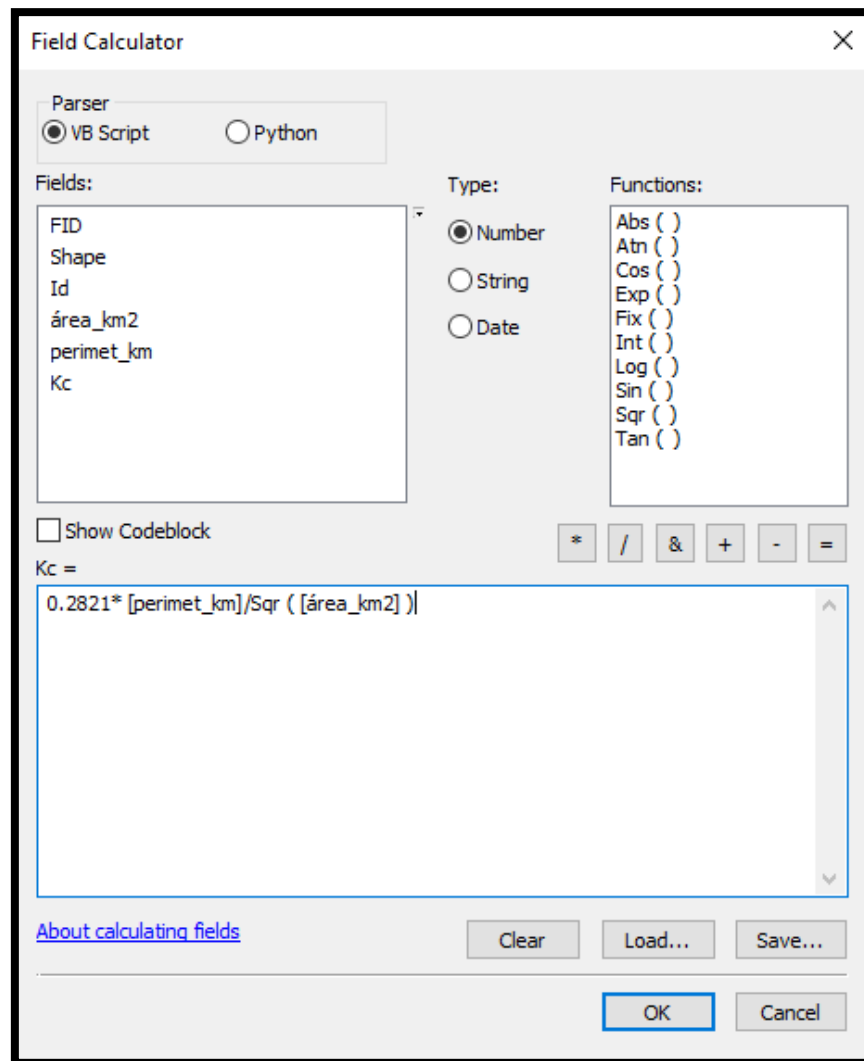 Field Calculator
Parser
VB Script Python
Fields: Type: Functions:
FID
Shape
Id
área_km2
perimet_km
Kc
Number
String
Date
Abs ( )
Atn ( )
Cos ( )
Exp ( )
Fix ( )
Int ( )
Log ( )
Sin ( )
Sqr ( )
Tan ( )
Show Codeblock
* / & + - =
Kc =
0.2821* [perimet_km]/Sqr ( [área_km2] )
About calculating fields
Clear Load... Save...
OK Cancel